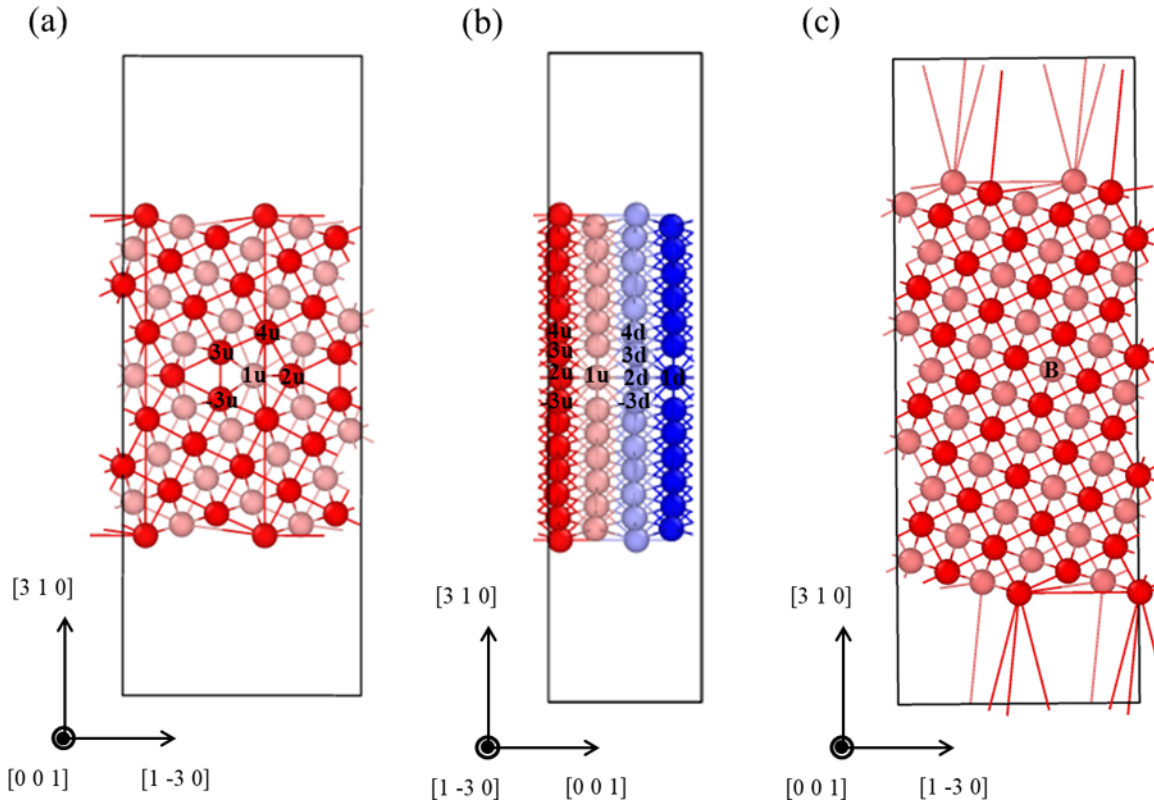 (a)
(b)
(c)
4u
3u
1u
2u
-3u
4u
3u
2u
-3u
1u
4d
3d
2d
-3d
1d
B
[3 1 0]
[0 0 1]
[1 -3 0]
[3 1 0]
[1 -3 0]
[0 0 1]
[3 1 0]
[0 0 1]
[1 -3 0]